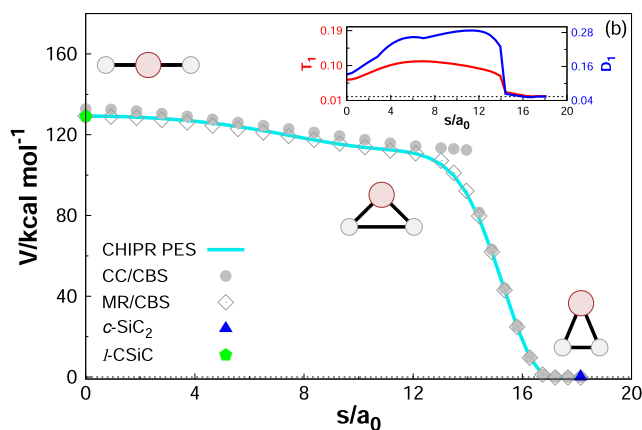 (b)
0.19
0.10
0.01
T1
0.28
0.16
0.04
D1
0 4 8 12 16 20
s/a0
160
120
80
40
0
V/kcal mol-1
CHIPR PES
CC/CBS
MR/CBS
c-SiC2
l-CSiC
0 4 8 12 16 20
s/a0